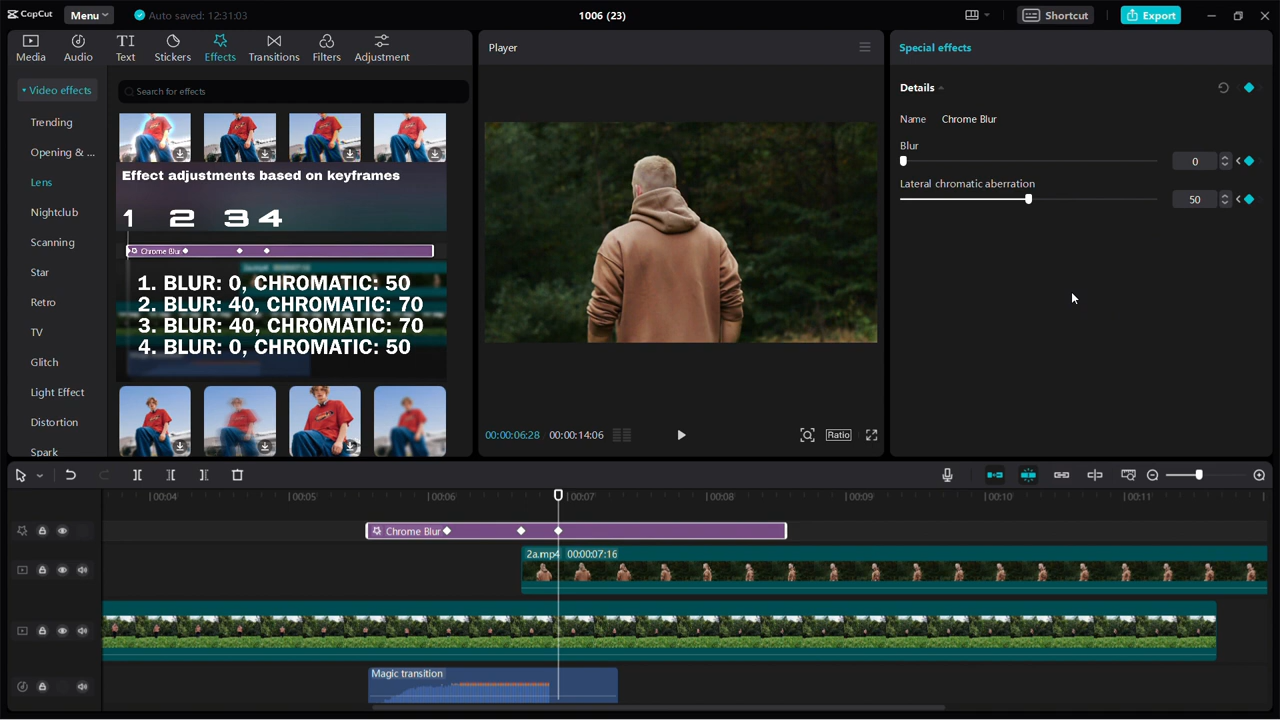 CapCut
Menu
Auto saved: 12:31:03
1006 (23)
Shortcut
Export
Media
Audio
Text
Stickers
Effects
Transitions
Filters
Adjustment
Video effects
Trending
Opening & ...
Lens
Nightclub
Scanning
Star
Retro
TV
Glitch
Light Effect
Distortion
Spark
Search for effects
Effect adjustments based on keyframes
1 2 3 4
Chrome Blur
1. BLUR: 0, CHROMATIC: 50
2. BLUR: 40, CHROMATIC: 70
3. BLUR: 40, CHROMATIC: 70
4. BLUR: 0, CHROMATIC: 50
Player
00:00:06:28 00:00:14:06
Ratio
Special effects
Details
Name Chrome Blur
Blur
0
Lateral chromatic aberration
50
00:04 00:05 00:06 00:07 00:08 00:09 00:10 00:11
Chrome Blur
2a.mp4 00:00:07:16
Magic transition